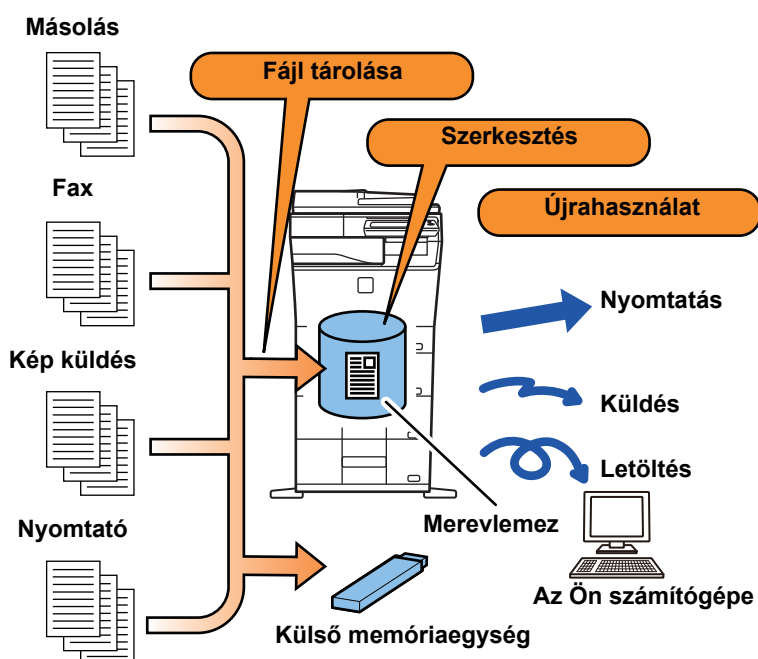 Másolás
Fájl tárolása
Szerkesztés
Fax
Újrahasználat
Nyomtatás
Kép küldés
Küldés
Letöltés
Nyomtató
Merevlemez
Az Ön számítógépe
Külső memóriaegység